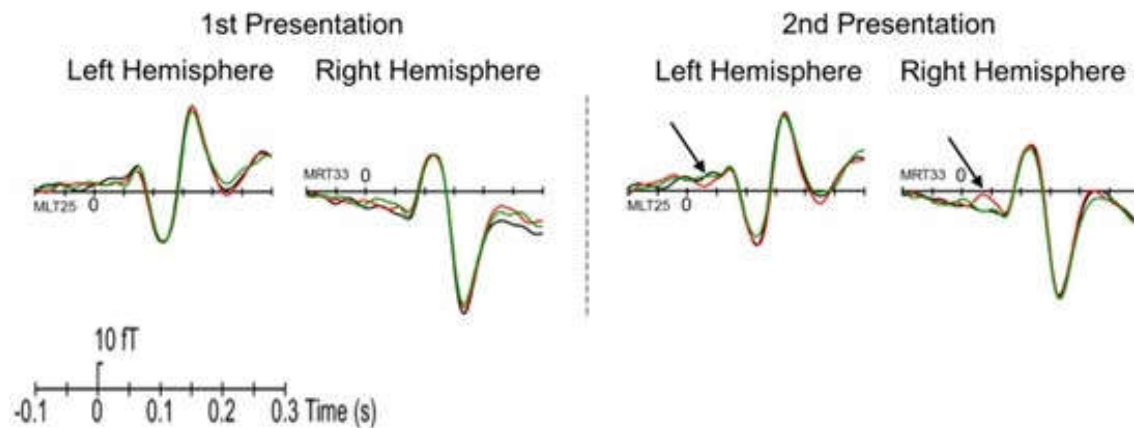 1st Presentation
2nd Presentation
Left Hemisphere
Right Hemisphere
Left Hemisphere
Right Hemisphere
MLT25 0
MRT33 0
MLT25 0
MRT33 0
10 fT
-0.1 0 0.1 0.2 0.3 Time (s)